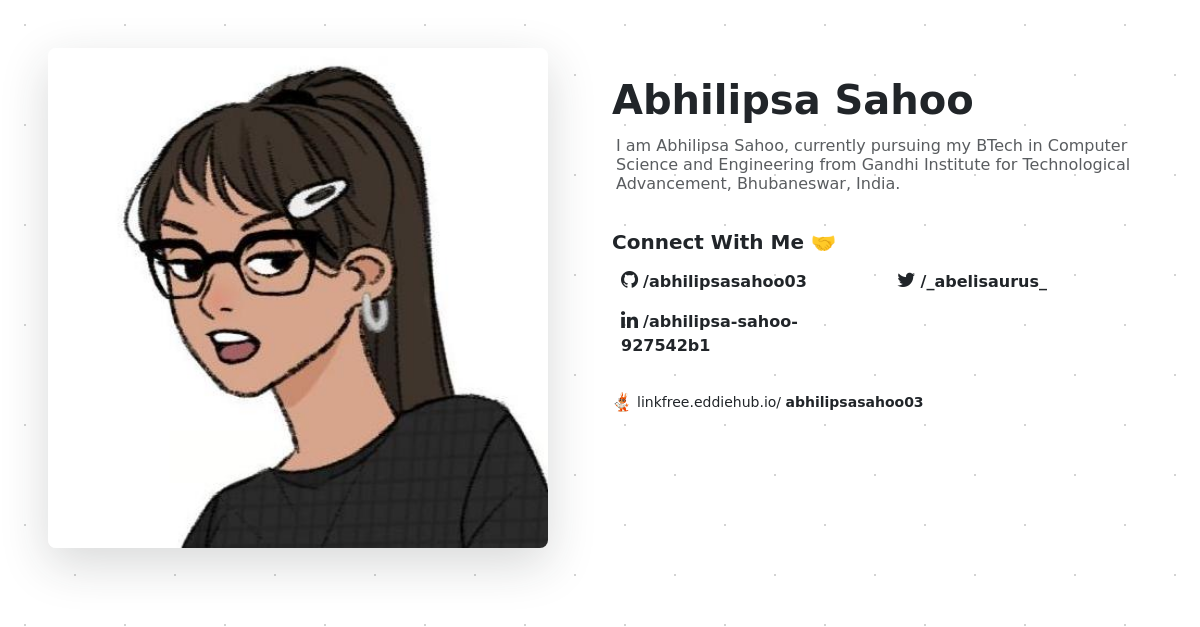 Abhilipsa Sahoo
I am Abhilipsa Sahoo, currently pursuing my BTech in Computer
Science and Engineering from Gandhi Institute for Technological
Advancement, Bhubaneswar, India.
Connect With Me 🤝
/abhilipsasahoo03
/_abelisaurus_
/abhilipsa-sahoo-
927542b1
linkfree.eddiehub.io/ abhilipsasahoo03